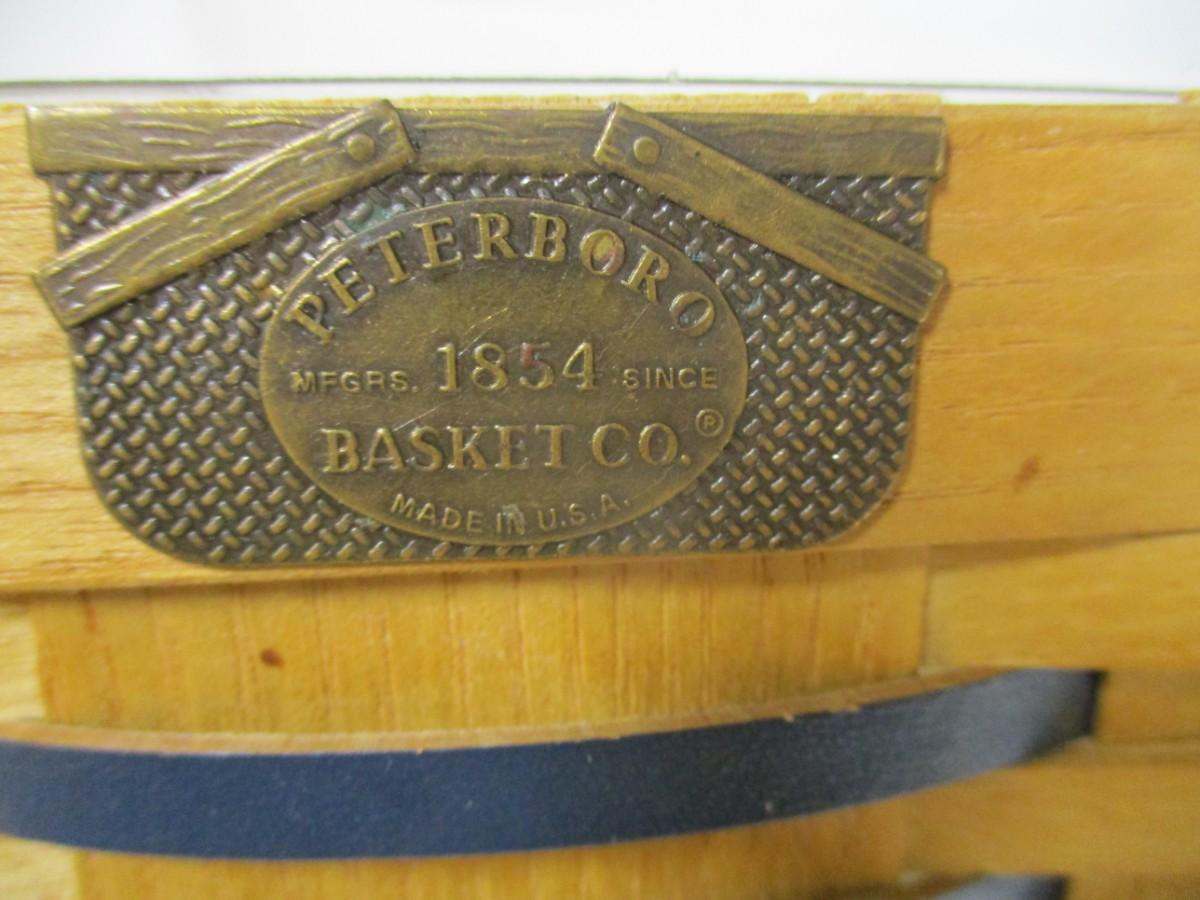 PETERBORO
MFGRS. 1854 SINCE
BASKET CO.®
MADE IN U.S.A.